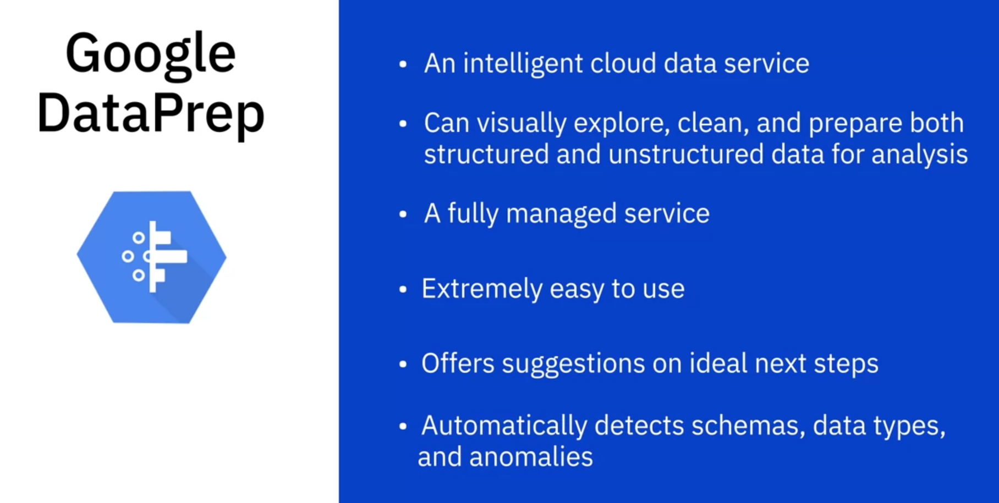 Google
DataPrep
• An intelligent cloud data service
• Can visually explore, clean, and prepare both
structured and unstructured data for analysis
• A fully managed service
• Extremely easy to use
• Offers suggestions on ideal next steps
• Automatically detects schemas, data types,
and anomalies